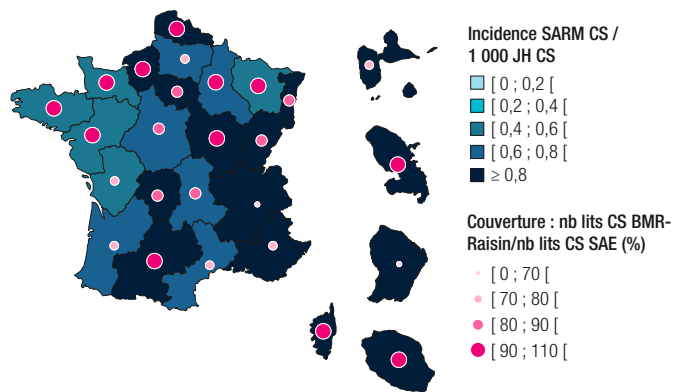 Incidence SARM CS /
1 000 JH CS
[ 0 ; 0,2 [
[ 0,2 ; 0,4 [
[ 0,4 ; 0,6 [
[ 0,6 ; 0,8 [
≥ 0,8
Couverture : nb lits CS BMR-
Raisin/nb lits CS SAE (%)
[ 0 ; 70 [
[ 70 ; 80 [
[ 80 ; 90 [
[ 90 ; 110 [